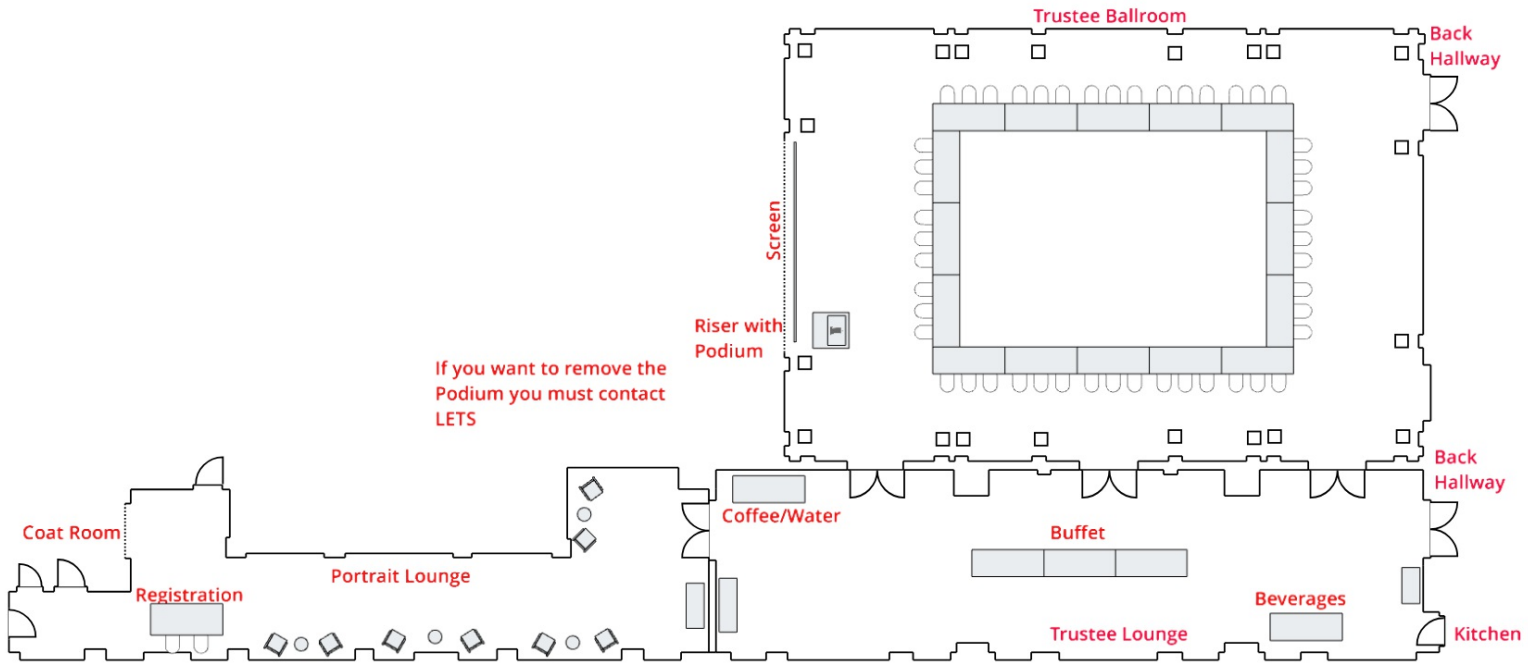 Trustee Ballroom
Back
Hallway
Screen
Riser with
Podium
If you want to remove the
Podium you must contact
LETS
Back
Hallway
Coat Room
Coffee/Water
Buffet
Portrait Lounge
Registration
Beverages
Trustee Lounge
Kitchen